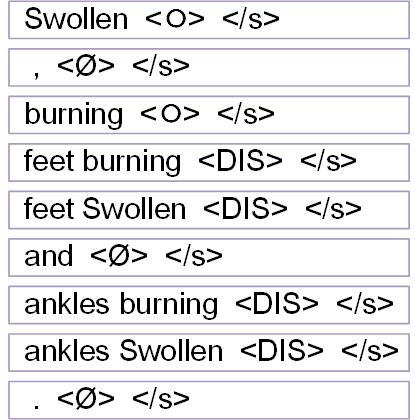 Swollen <O> </s>
, <Ø> </s>
burning <O> </s>
feet burning <DIS> </s>
feet Swollen <DIS> </s>
and <Ø> </s>
ankles burning <DIS> </s>
ankles Swollen <DIS> </s>
. <Ø> </s>